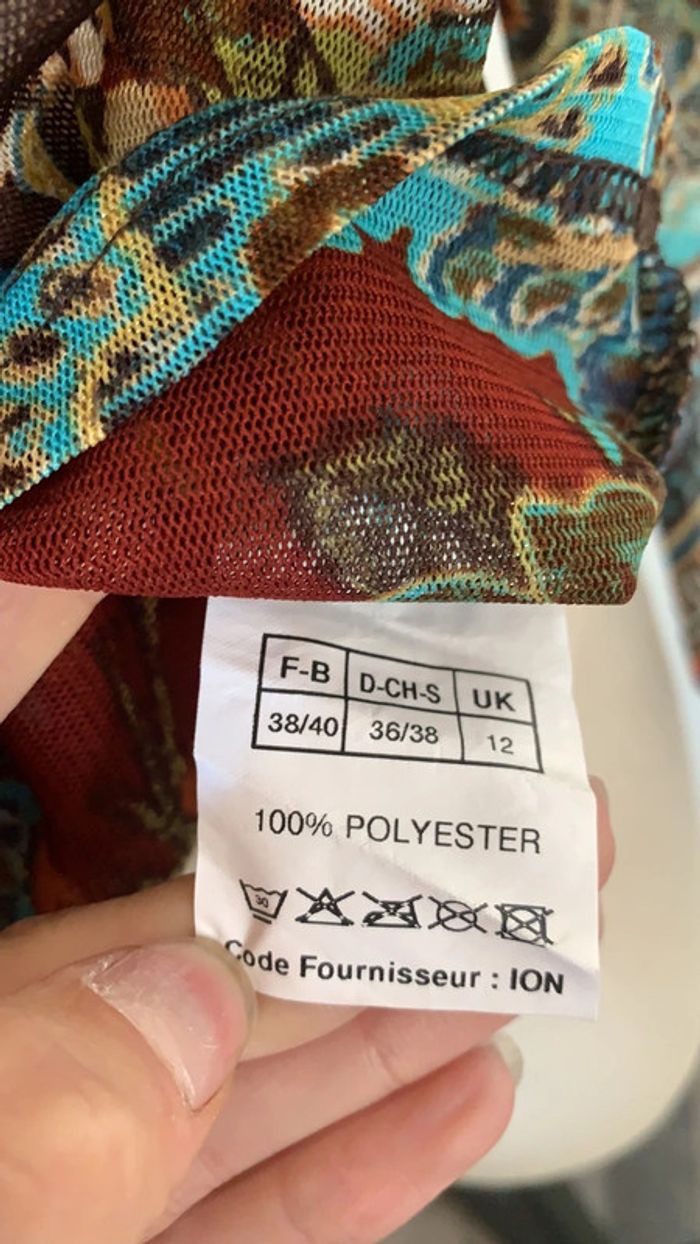 F-B D-CH-S UK
38/40 36/38 12
100% POLYESTER
30
Code Fournisseur : ION